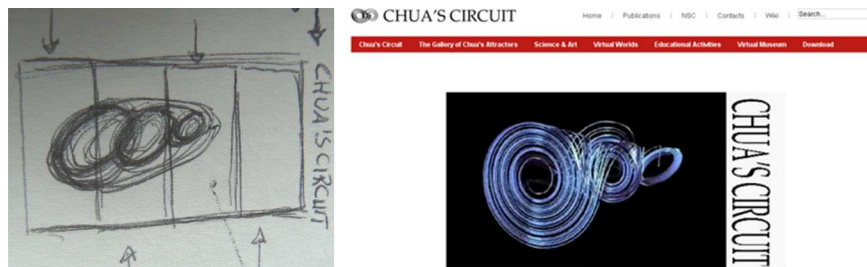 CHUA'S CIRCUIT
CHUA'S CIRCUIT
Home Publications NSC Contacts Wiki Search...
Chua's Circuit The Gallery of Chua's Attractors Science & Art Virtual Worlds Educational Activities Virtual Museum Download
CHUA'S CIRCUIT